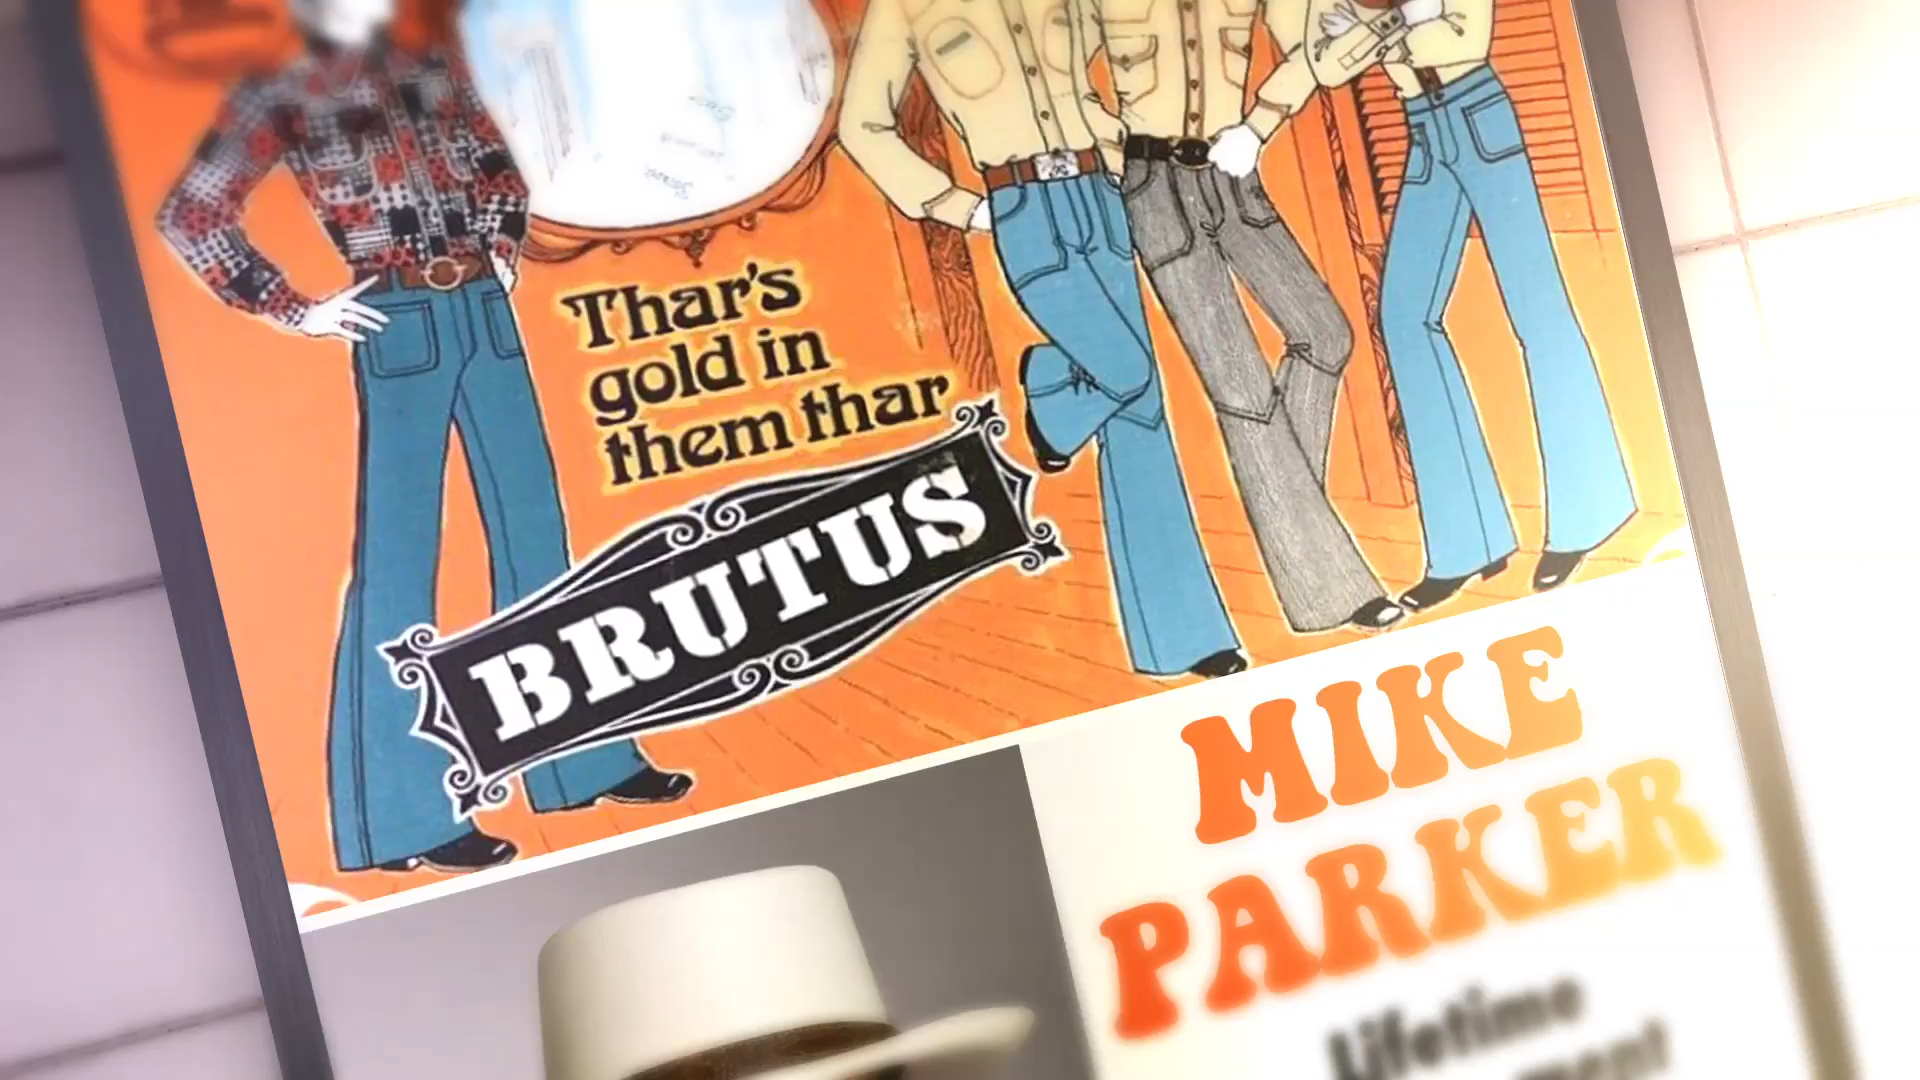 Thar's
gold in
them thar
BRUTUS
MIKE
PARKER
Lifetime